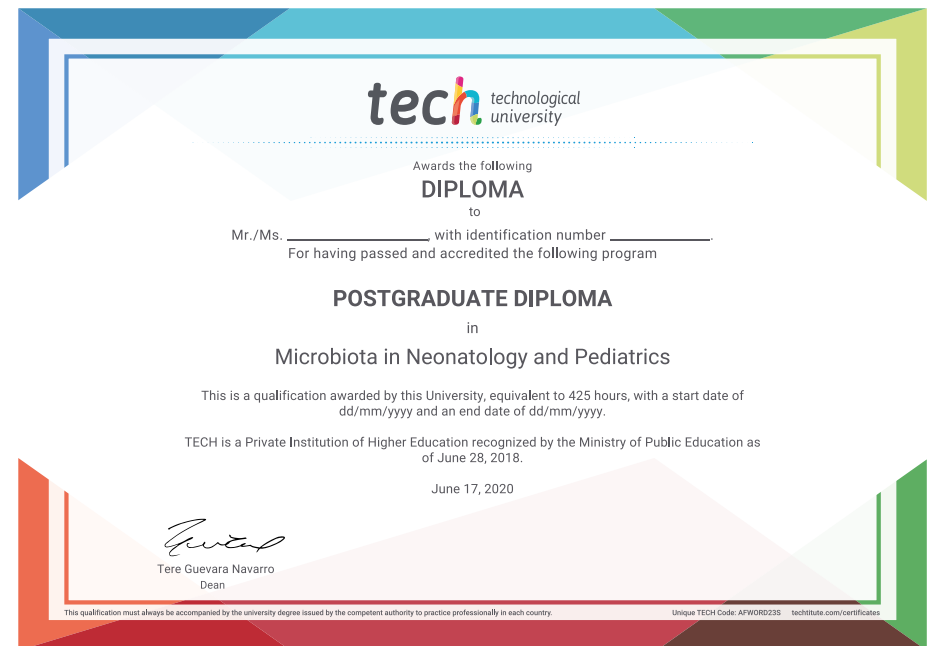 tech technological
university
Awards the following
DIPLOMA
to
Mr./Ms. ____________________, with identification number ______________.
For having passed and accredited the following program
POSTGRADUATE DIPLOMA
in
Microbiota in Neonatology and Pediatrics
This is a qualification awarded by this University, equivalent to 425 hours, with a start date of
dd/mm/yyyy and an end date of dd/mm/yyyy.
TECH is a Private Institution of Higher Education recognized by the Ministry of Public Education as
of June 28, 2018.
June 17, 2020
Tere Guevara Navarro
Dean
This qualification must always be accompanied by the university degree issued by the competent authority to practice professionally in each country. Unique TECH Code: AFWORD23S techtitute.com/certificates